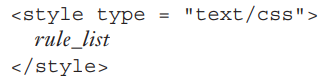 <style type = "text/css">
rule_list
</style>